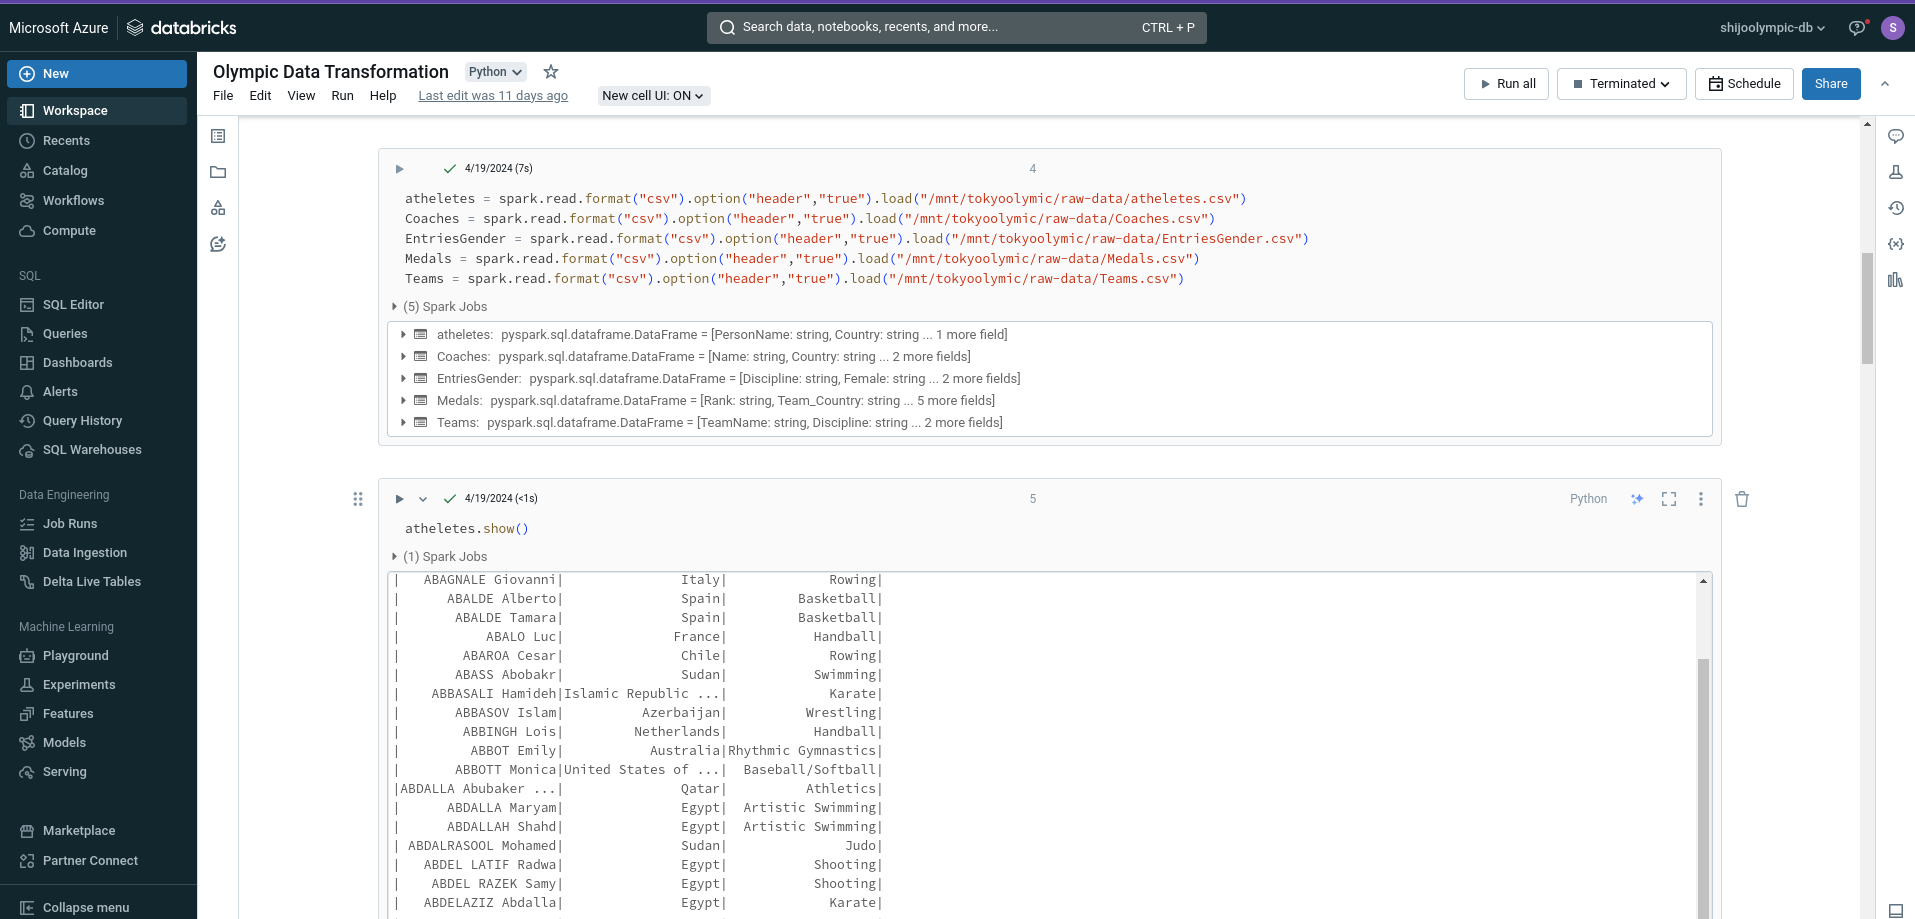 Microsoft Azure databricks
Search data, notebooks, recents, and more... CTRL + P
shijoolympic-db S
New
Workspace
Recents
Catalog
Workflows
Compute
SQL
SQL Editor
Queries
Dashboards
Alerts
Query History
SQL Warehouses
Data Engineering
Job Runs
Data Ingestion
Delta Live Tables
Machine Learning
Playground
Experiments
Features
Models
Serving
Marketplace
Partner Connect
Collapse menu
Olympic Data Transformation Python
File Edit View Run Help Last edit was 11 days ago New cell UI: ON
Run all Terminated Schedule Share
4/19/2024 (7s) 4
atheletes = spark.read.format("csv").option("header","true").load("/mnt/tokyoolymic/raw-data/atheletes.csv")
Coaches = spark.read.format("csv").option("header","true").load("/mnt/tokyoolymic/raw-data/Coaches.csv")
EntriesGender = spark.read.format("csv").option("header","true").load("/mnt/tokyoolymic/raw-data/EntriesGender.csv")
Medals = spark.read.format("csv").option("header","true").load("/mnt/tokyoolymic/raw-data/Medals.csv")
Teams = spark.read.format("csv").option("header","true").load("/mnt/tokyoolymic/raw-data/Teams.csv")
(5) Spark Jobs
atheletes: pyspark.sql.dataframe.DataFrame = [PersonName: string, Country: string ... 1 more field]
Coaches: pyspark.sql.dataframe.DataFrame = [Name: string, Country: string ... 2 more fields]
EntriesGender: pyspark.sql.dataframe.DataFrame = [Discipline: string, Female: string ... 2 more fields]
Medals: pyspark.sql.dataframe.DataFrame = [Rank: string, Team_Country: string ... 5 more fields]
Teams: pyspark.sql.dataframe.DataFrame = [TeamName: string, Discipline: string ... 2 more fields]
4/19/2024 (<1s) 5 Python
atheletes.show()
(1) Spark Jobs
| ABAGNALE Giovanni| Italy| Rowing|
| ABALDE Alberto| Spain| Basketball|
| ABALDE Tamara| Spain| Basketball|
| ABALO Luc| France| Handball|
| ABAROA Cesar| Chile| Rowing|
| ABASS Abobakr| Sudan| Swimming|
| ABBASALI Hamideh|Islamic Republic ...| Karate|
| ABBASOV Islam| Azerbaijan| Wrestling|
| ABBINGH Lois| Netherlands| Handball|
| ABBOT Emily| Australia|Rhythmic Gymnastics|
| ABBOTT Monica|United States of ...| Baseball/Softball|
|ABDALLA Abubaker ...| Qatar| Athletics|
| ABDALLA Maryam| Egypt| Artistic Swimming|
| ABDALLAH Shahd| Egypt| Artistic Swimming|
| ABDALRASOOL Mohamed| Sudan| Judo|
| ABDEL LATIF Radwa| Egypt| Shooting|
| ABDEL RAZEK Samy| Egypt| Shooting|
| ABDELAZIZ Abdalla| Egypt| Karate|